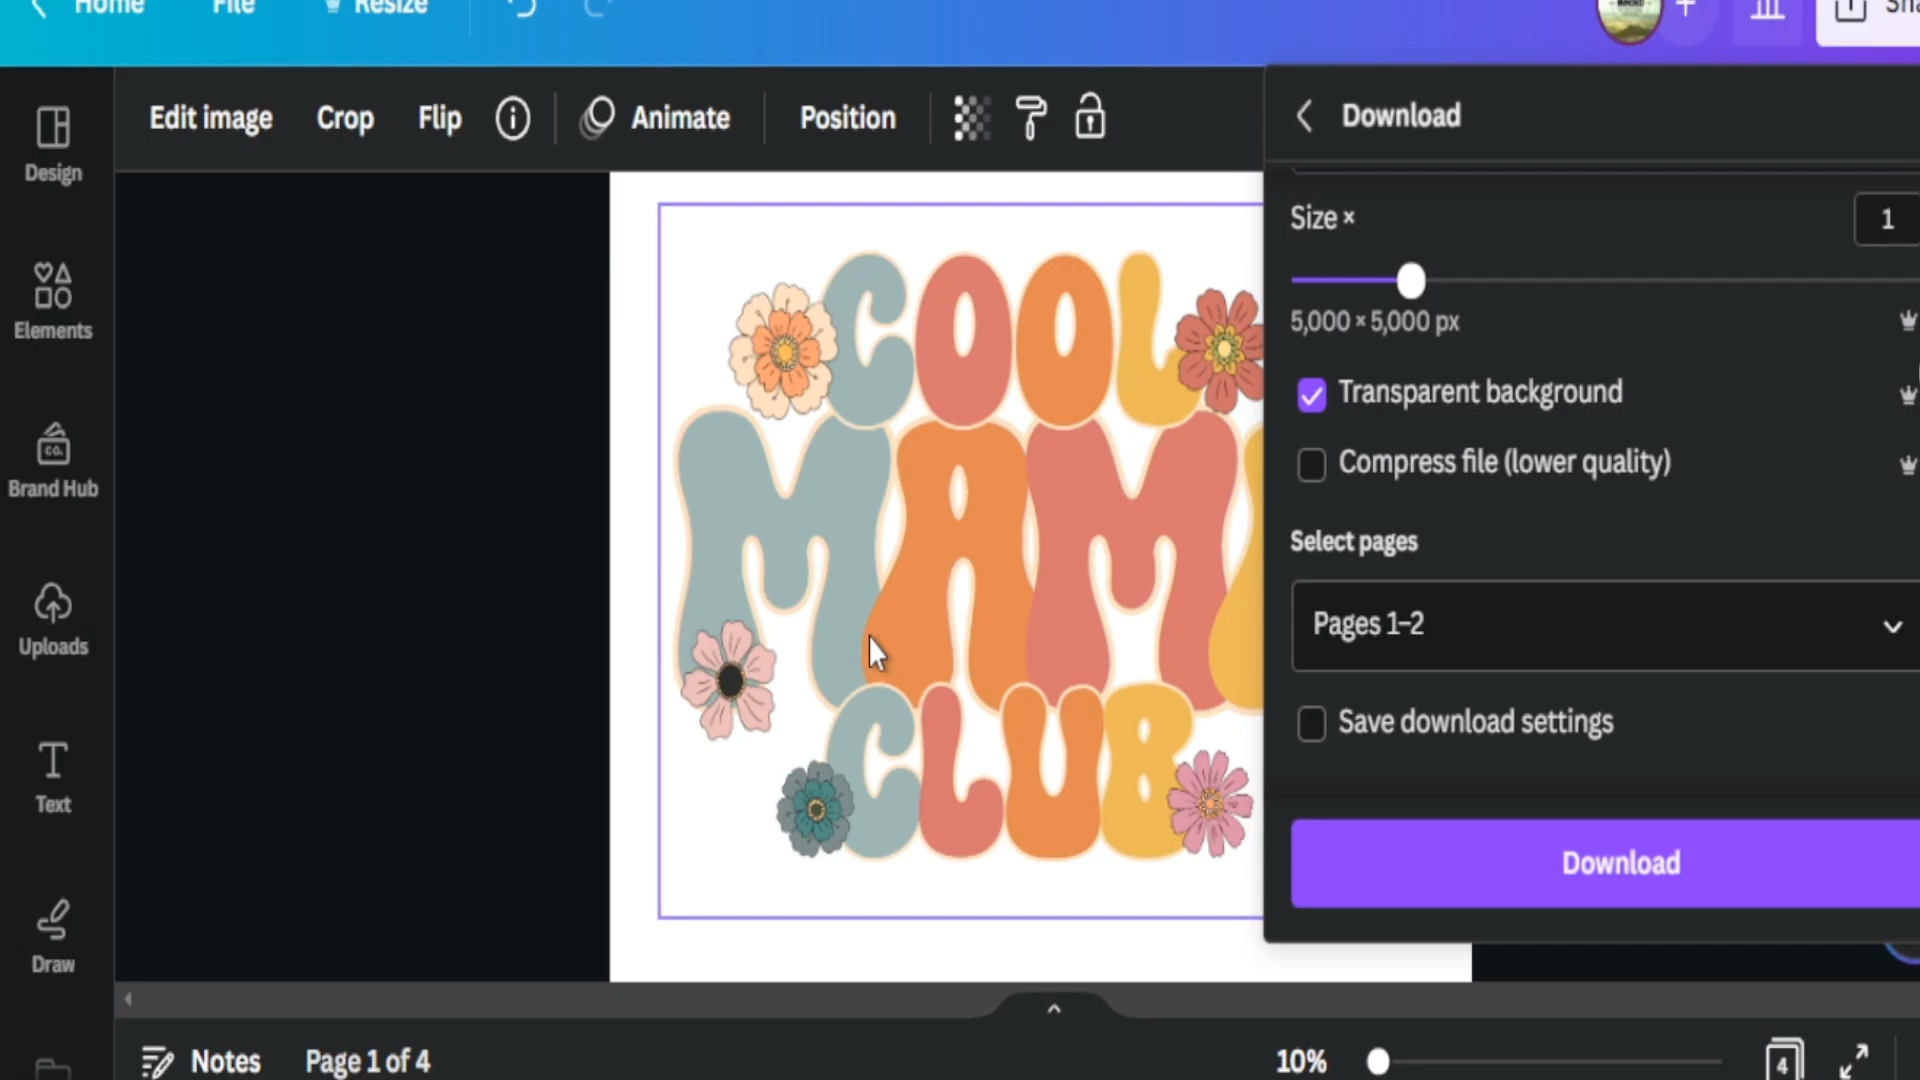 Home File Resize
Edit image Crop Flip Animate Position
Download
Design
Elements
CO.
Brand Hub
Uploads
Text
Draw
COOL
MAMA
CLUB
Size × 1
5,000 × 5,000 px
Transparent background
Compress file (lower quality)
Select pages
Pages 1–2
Save download settings
Download
Notes Page 1 of 4 10% 4